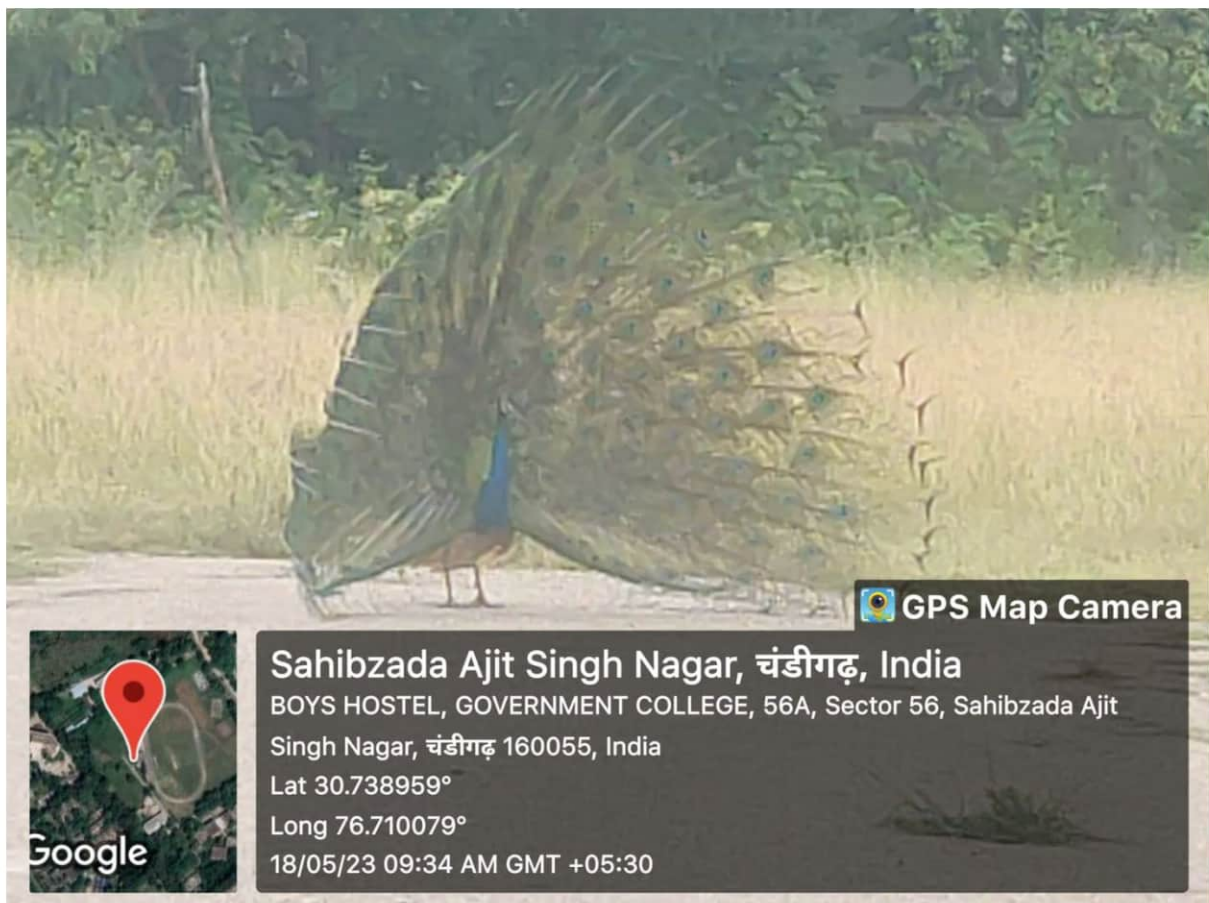 GPS Map Camera
Sahibzada Ajit Singh Nagar, चंडीगढ़, India
BOYS HOSTEL, GOVERNMENT COLLEGE, 56A, Sector 56, Sahibzada Ajit
Singh Nagar, चंडीगढ़ 160055, India
Lat 30.738959°
Long 76.710079°
18/05/23 09:34 AM GMT +05:30
Google